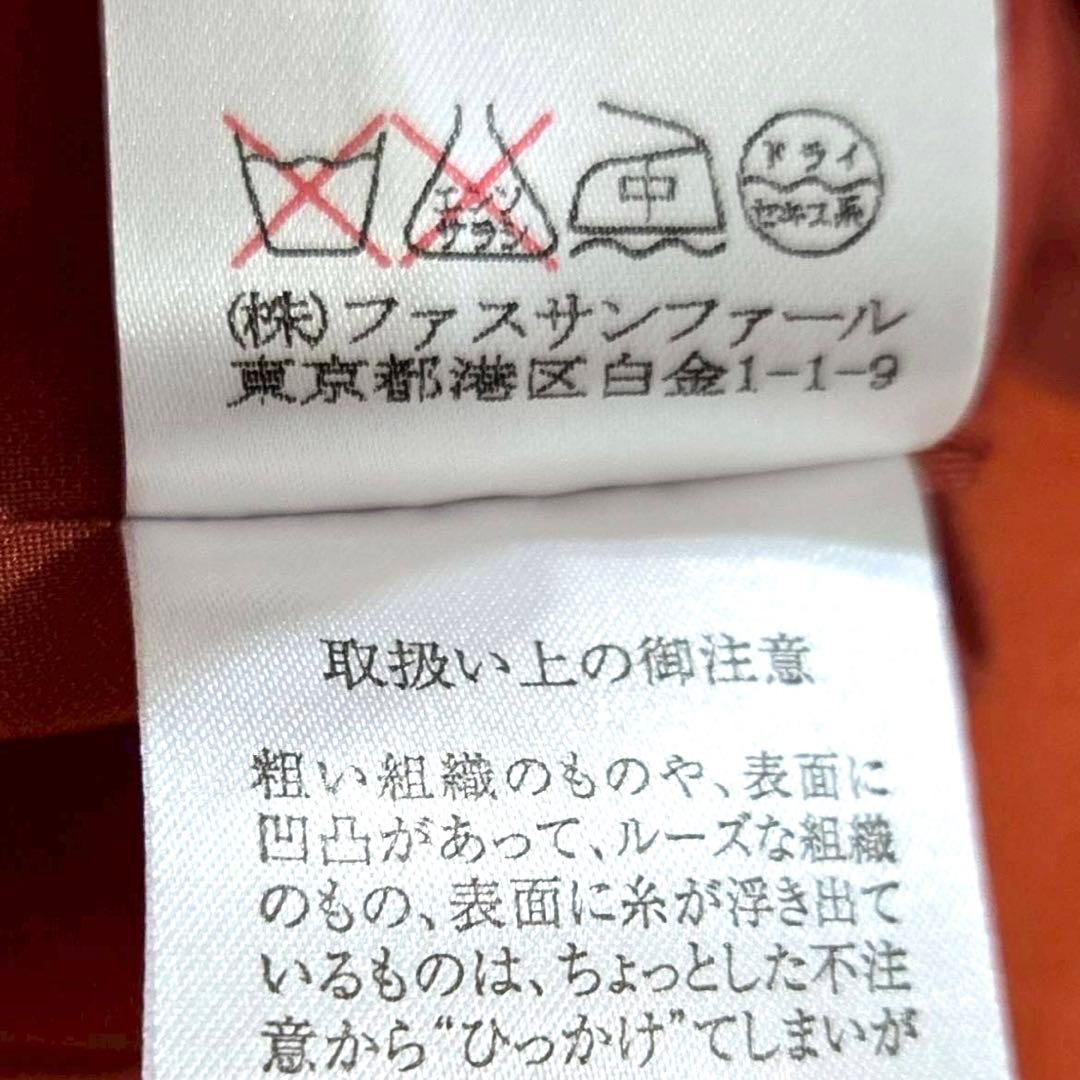 エンソ
サラシ
中
ドライ
セキユ系
(株)ファスサンファール
東京都港区白金1-1-9
取扱い上の御注意
粗い組織のものや、表面に
凹凸があって、ルーズな組織
のもの、表面に糸が浮き出て
いるものは、ちょっとした不注
意から“ひっかけ”てしまいが